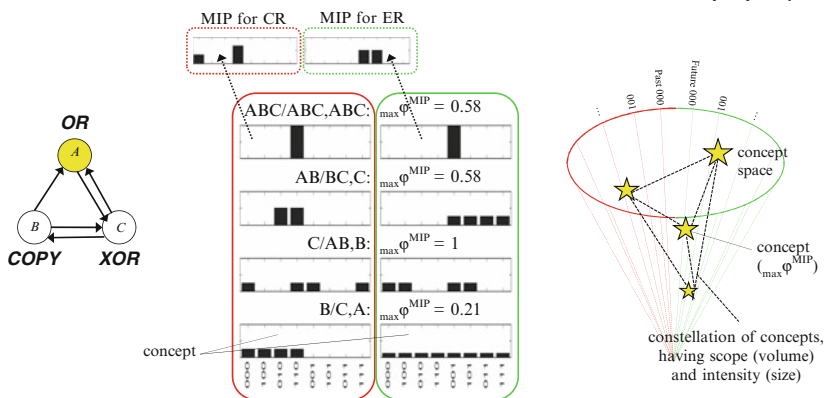 MIP for CR
MIP for ER
ABC/ABC,ABC: maxφMIP = 0.58
AB/BC,C: maxφMIP = 0.58
C/AB,B: maxφMIP = 1
B/C,A: maxφMIP = 0.21
concept
000
001
010
011
100
101
110
111
000
001
010
011
100
101
110
111
OR
A
B
C
COPY
XOR
...
001
Past 000
Future 000
001
...
concept
space
concept
(maxφMIP)
constellation of concepts,
having scope (volume)
and intensity (size)